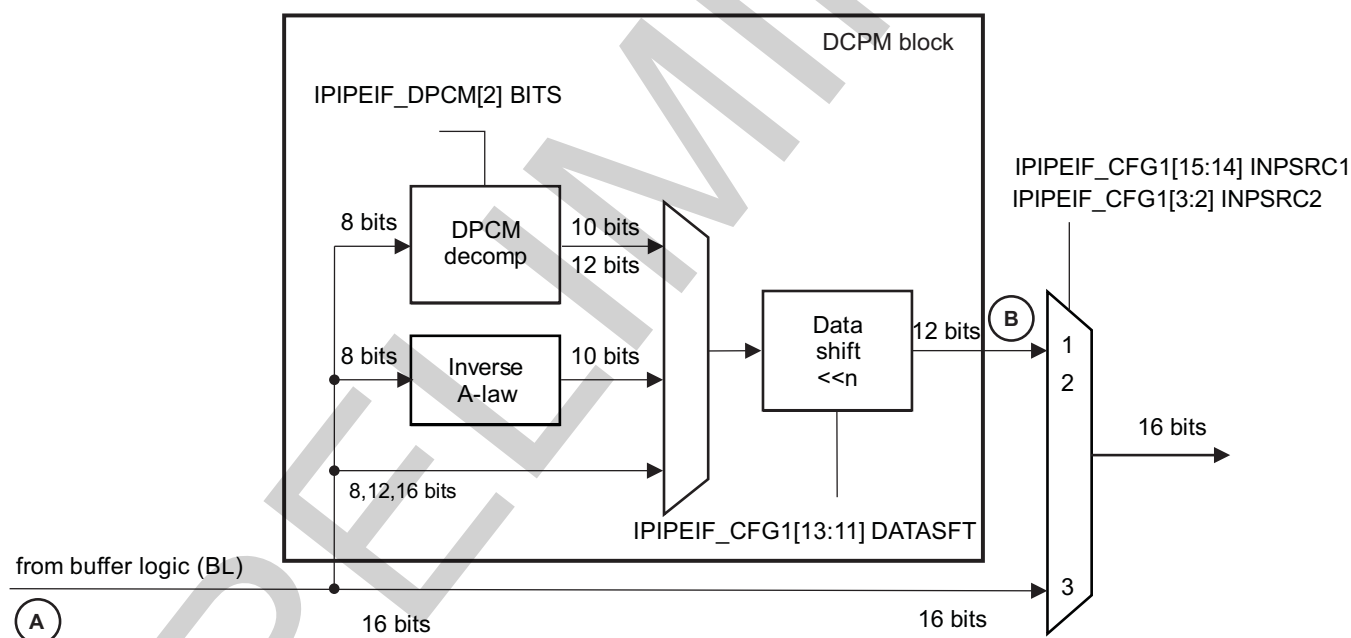 DCPM block
IPIPEIF_DPCM[2] BITS
IPIPEIF_CFG1[15:14] INPSRC1
IPIPEIF_CFG1[3:2] INPSRC2
8 bits
DPCM
decomp
10 bits
12 bits
8 bits
Inverse
A-law
10 bits
8,12,16 bits
Data
shift
<<n
12 bits
B
1
2
16 bits
IPIPEIF_CFG1[13:11] DATASFT
from buffer logic (BL)
3
A
16 bits
16 bits
PRELIMIN